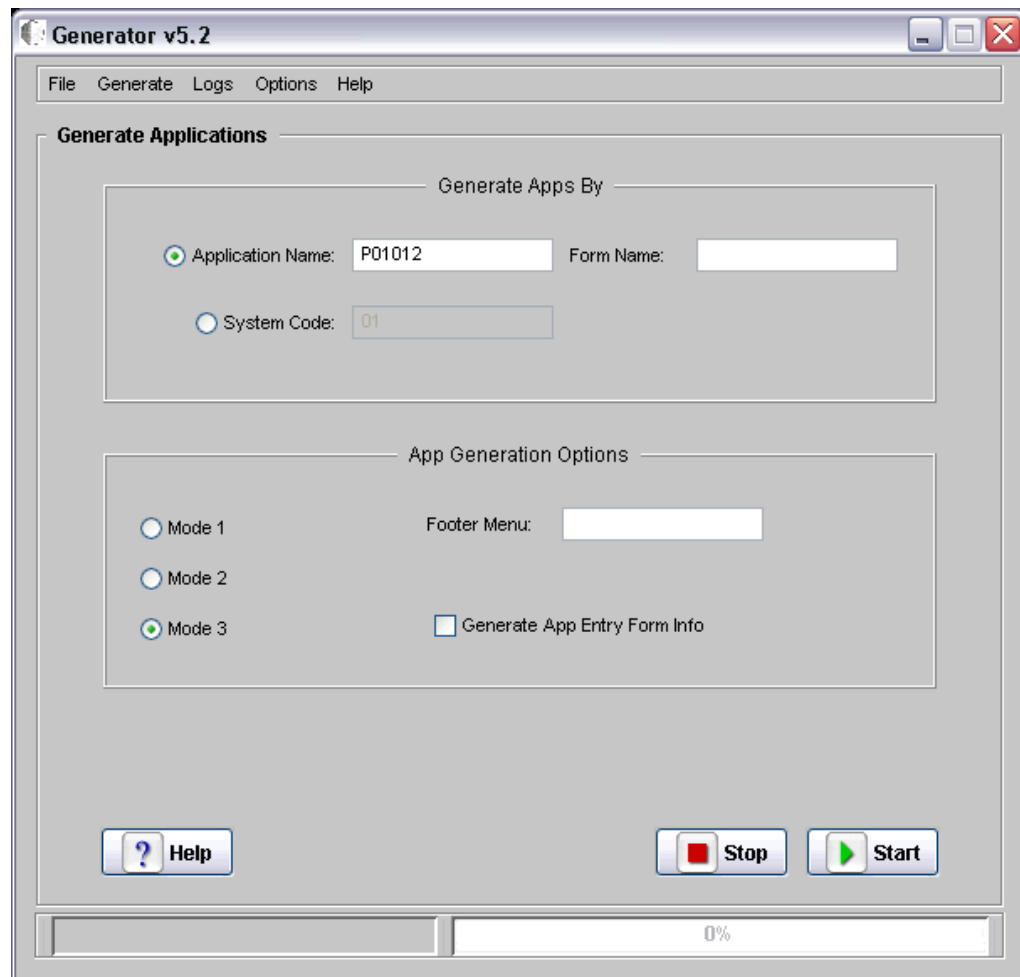 Generator v5.2
File Generate Logs Options Help
Generate Applications
Generate Apps By
Application Name: P01012 Form Name:
System Code: 01
App Generation Options
Mode 1 Footer Menu:
Mode 2
Mode 3 Generate App Entry Form Info
? Help Stop Start
0%